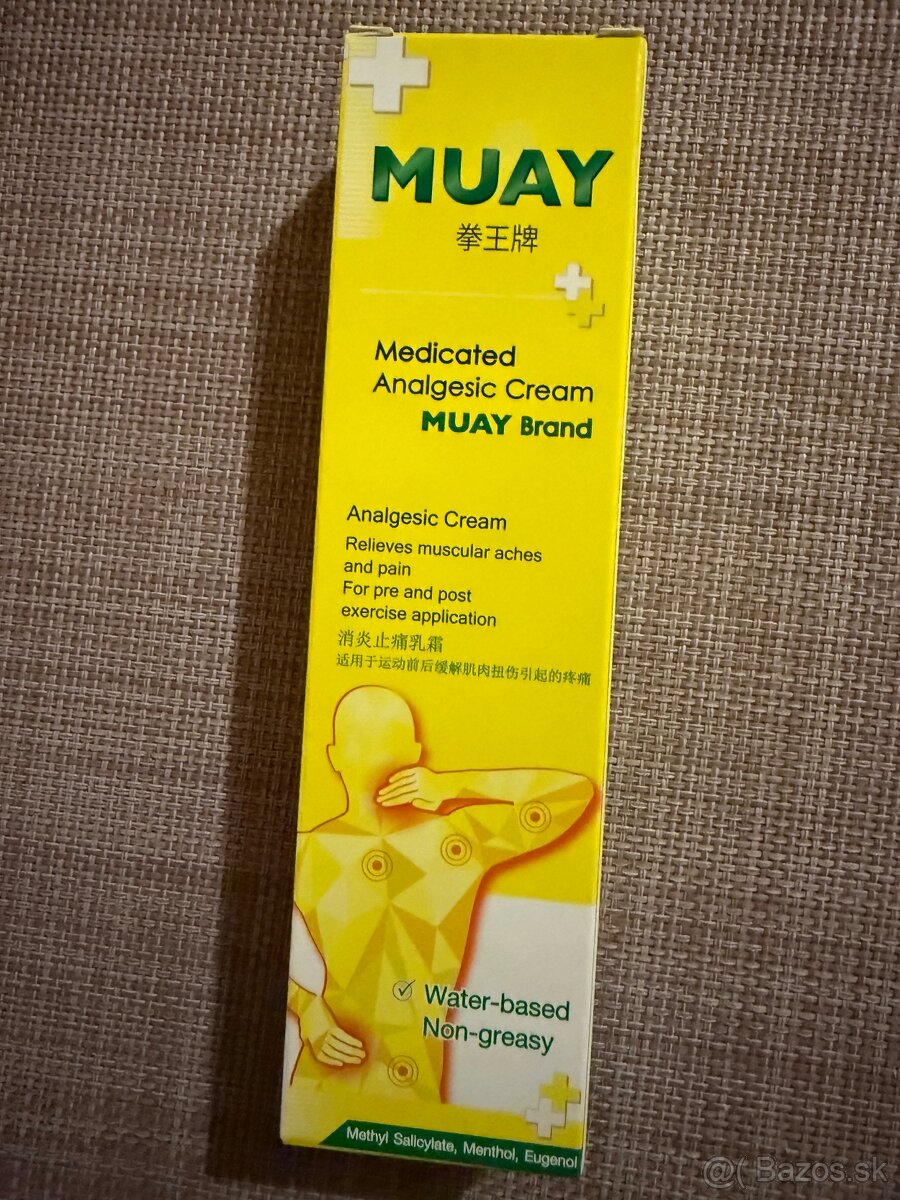 MUAY
拳王牌
Medicated
Analgesic Cream
MUAY Brand
Analgesic Cream
Relieves muscular aches
and pain
For pre and post
exercise application
消炎止痛乳霜
适用于运动前后缓解肌肉扭伤引起的疼痛
Water-based
Non-greasy
Methyl Salicylate, Menthol, Eugenol
@( Bazos.sk